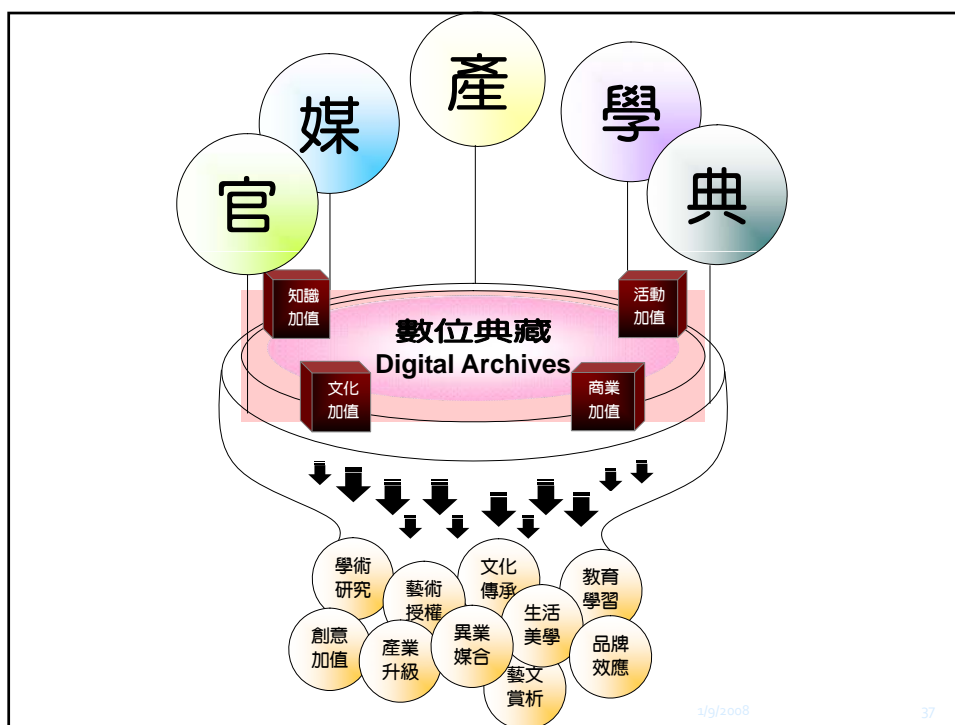 產
媒
學
官
典
知識
加值
活動
加值
數位典藏
Digital Archives
文化
加值
商業
加值
學術
研究
藝術
授權
文化
傳承
教育
學習
創意
加值
產業
升級
異業
媒合
生活
美學
品牌
效應
藝文
賞析
1/9/2008
37